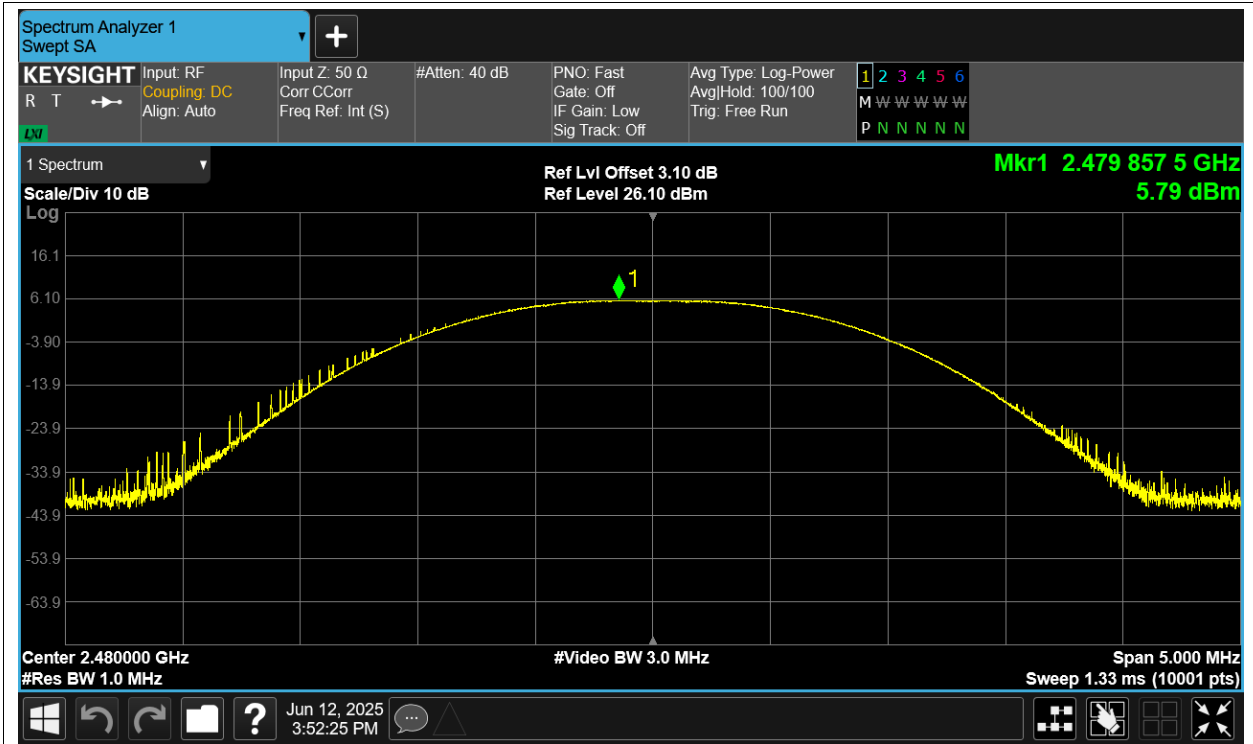 Spectrum Analyzer 1
Swept SA
KEYSIGHT
R T
LXI
Input: RF
Coupling: DC
Align: Auto
Input Z: 50 Ω
Corr CCorr
Freq Ref: Int (S)
#Atten: 40 dB
PNO: Fast
Gate: Off
IF Gain: Low
Sig Track: Off
Avg Type: Log-Power
Avg|Hold: 100/100
Trig: Free Run
1 2 3 4 5 6
M W W W W W
P N N N N N
1 Spectrum
Scale/Div 10 dB
Log
Ref Lvl Offset 3.10 dB
Ref Level 26.10 dBm
Mkr1 2.479 857 5 GHz
5.79 dBm
1
16.1
6.10
-3.90
-13.9
-23.9
-33.9
-43.9
-53.9
-63.9
Center 2.480000 GHz
#Res BW 1.0 MHz
#Video BW 3.0 MHz
Span 5.000 MHz
Sweep 1.33 ms (10001 pts)
?
Jun 12, 2025
3:52:25 PM